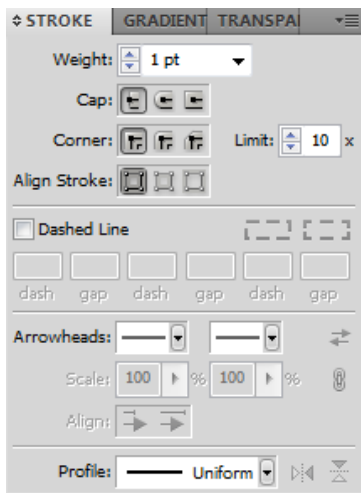 STROKE GRADIENT TRANSPA
Weight: 1 pt
Cap:
Corner: Limit: 10 x
Align Stroke:
Dashed Line
dash gap dash gap dash gap
Arrowheads:
Scale: 100 % 100 %
Align:
Profile: Uniform